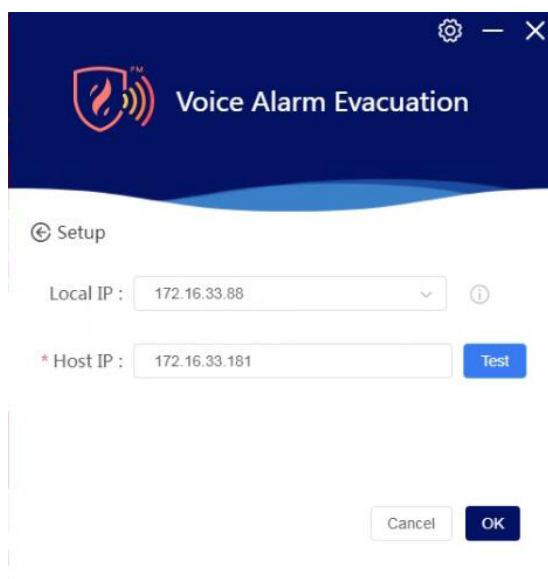 FM
Voice Alarm Evacuation
Setup
Local IP : 172.16.33.88
* Host IP : 172.16.33.181 Test
Cancel OK